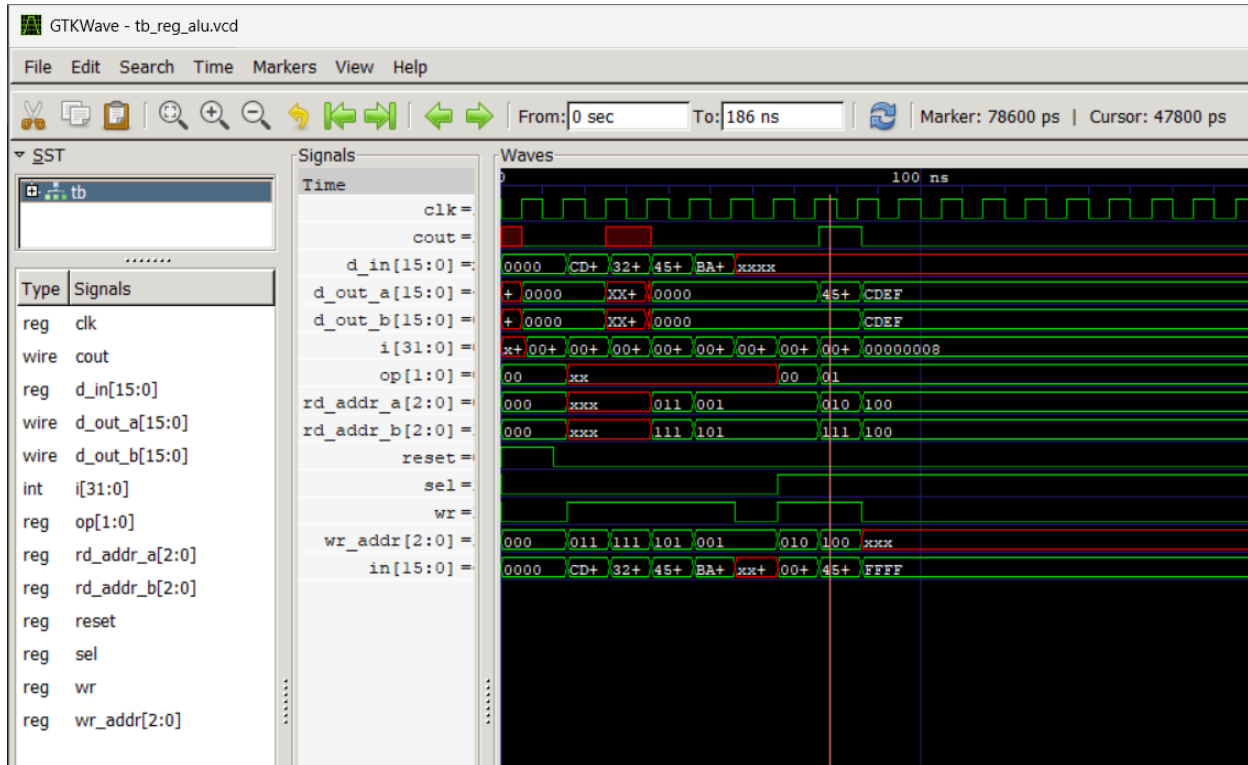 GTKWave - tb_reg_alu.vcd
File Edit Search Time Markers View Help
From: 0 sec To: 186 ns Marker: 78600 ps | Cursor: 47800 ps
SST
tb
Type Signals
reg clk
wire cout
reg d_in[15:0]
wire d_out_a[15:0]
wire d_out_b[15:0]
int i[31:0]
reg op[1:0]
reg rd_addr_a[2:0]
reg rd_addr_b[2:0]
reg reset
reg sel
reg wr
reg wr_addr[2:0]
Signals
Time
clk =
cout =
d_in[15:0] =
d_out_a[15:0] =
d_out_b[15:0] =
i[31:0] =
op[1:0] =
rd_addr_a[2:0] =
rd_addr_b[2:0] =
reset =
sel =
wr =
wr_addr[2:0] =
in[15:0] =
Waves
100 ns
0000 CD+ 32+ 45+ BA+ xxxx
+ 0000 XX+ 0000 45+ CDEF
+ 0000 XX+ 0000 CDEF
x+ 00+ 00+ 00+ 00+ 00+ 00+ 00+ 00+ 00000008
00 xx 00 01
000 xxx 011 001 010 100
000 xxx 111 101 111 100
000 011 111 101 001 010 100 xxx
0000 CD+ 32+ 45+ BA+ xx+ 00+ 45+ FFFF